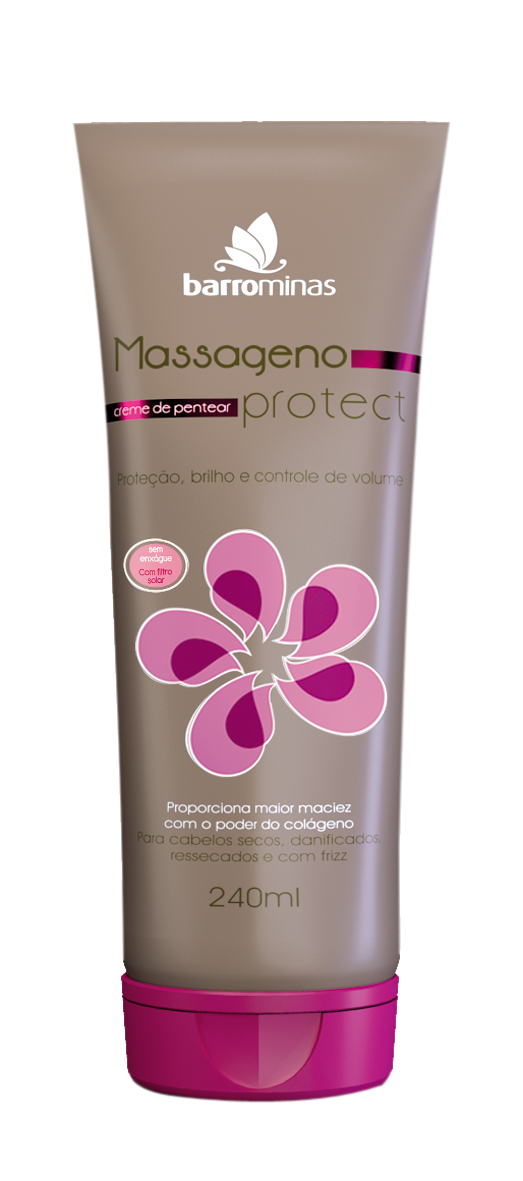 barrominas
Massageno
creme de pentear protect
Proteção, brilho e controle de volume
sem
enxágue
Com filtro
solar
Proporciona maior maciez
com o poder do colágeno
Para cabelos secos, danificados,
ressecados e com frizz
240ml